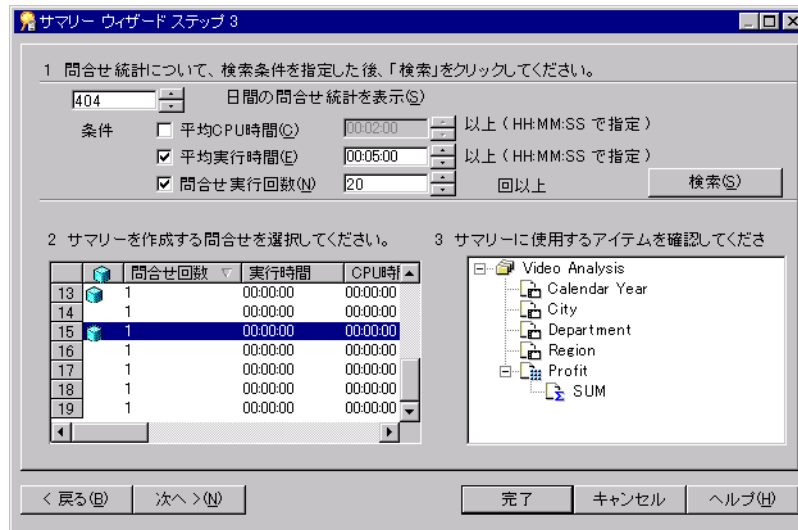 サマリー ウィザード ステップ 3
1 問合せ統計について、検索条件を指定した後、「検索」をクリックしてください。
404 日間の問合せ統計を表示(S)
条件 平均CPU時間(C) 00:02:00 以上 ( HH:MM:SS で指定 )
平均実行時間(E) 00:05:00 以上 ( HH:MM:SS で指定 )
問合せ実行回数(N) 20 回以上 検索(S)
2 サマリーを作成する問合せを選択してください。
問合せ回数 実行時間 CPU時
13 1 00:00:00 00:00:00
14 1 00:00:00 00:00:00
15 1 00:00:00 00:00:00
16 1 00:00:00 00:00:00
17 1 00:00:00 00:00:00
18 1 00:00:00 00:00:00
19 1 00:00:00 00:00:00
3 サマリーに使用するアイテムを確認してくださ
Video Analysis
Calendar Year
City
Department
Region
Profit
SUM
< 戻る(B) 次へ >(N) 完了 キャンセル ヘルプ(H)